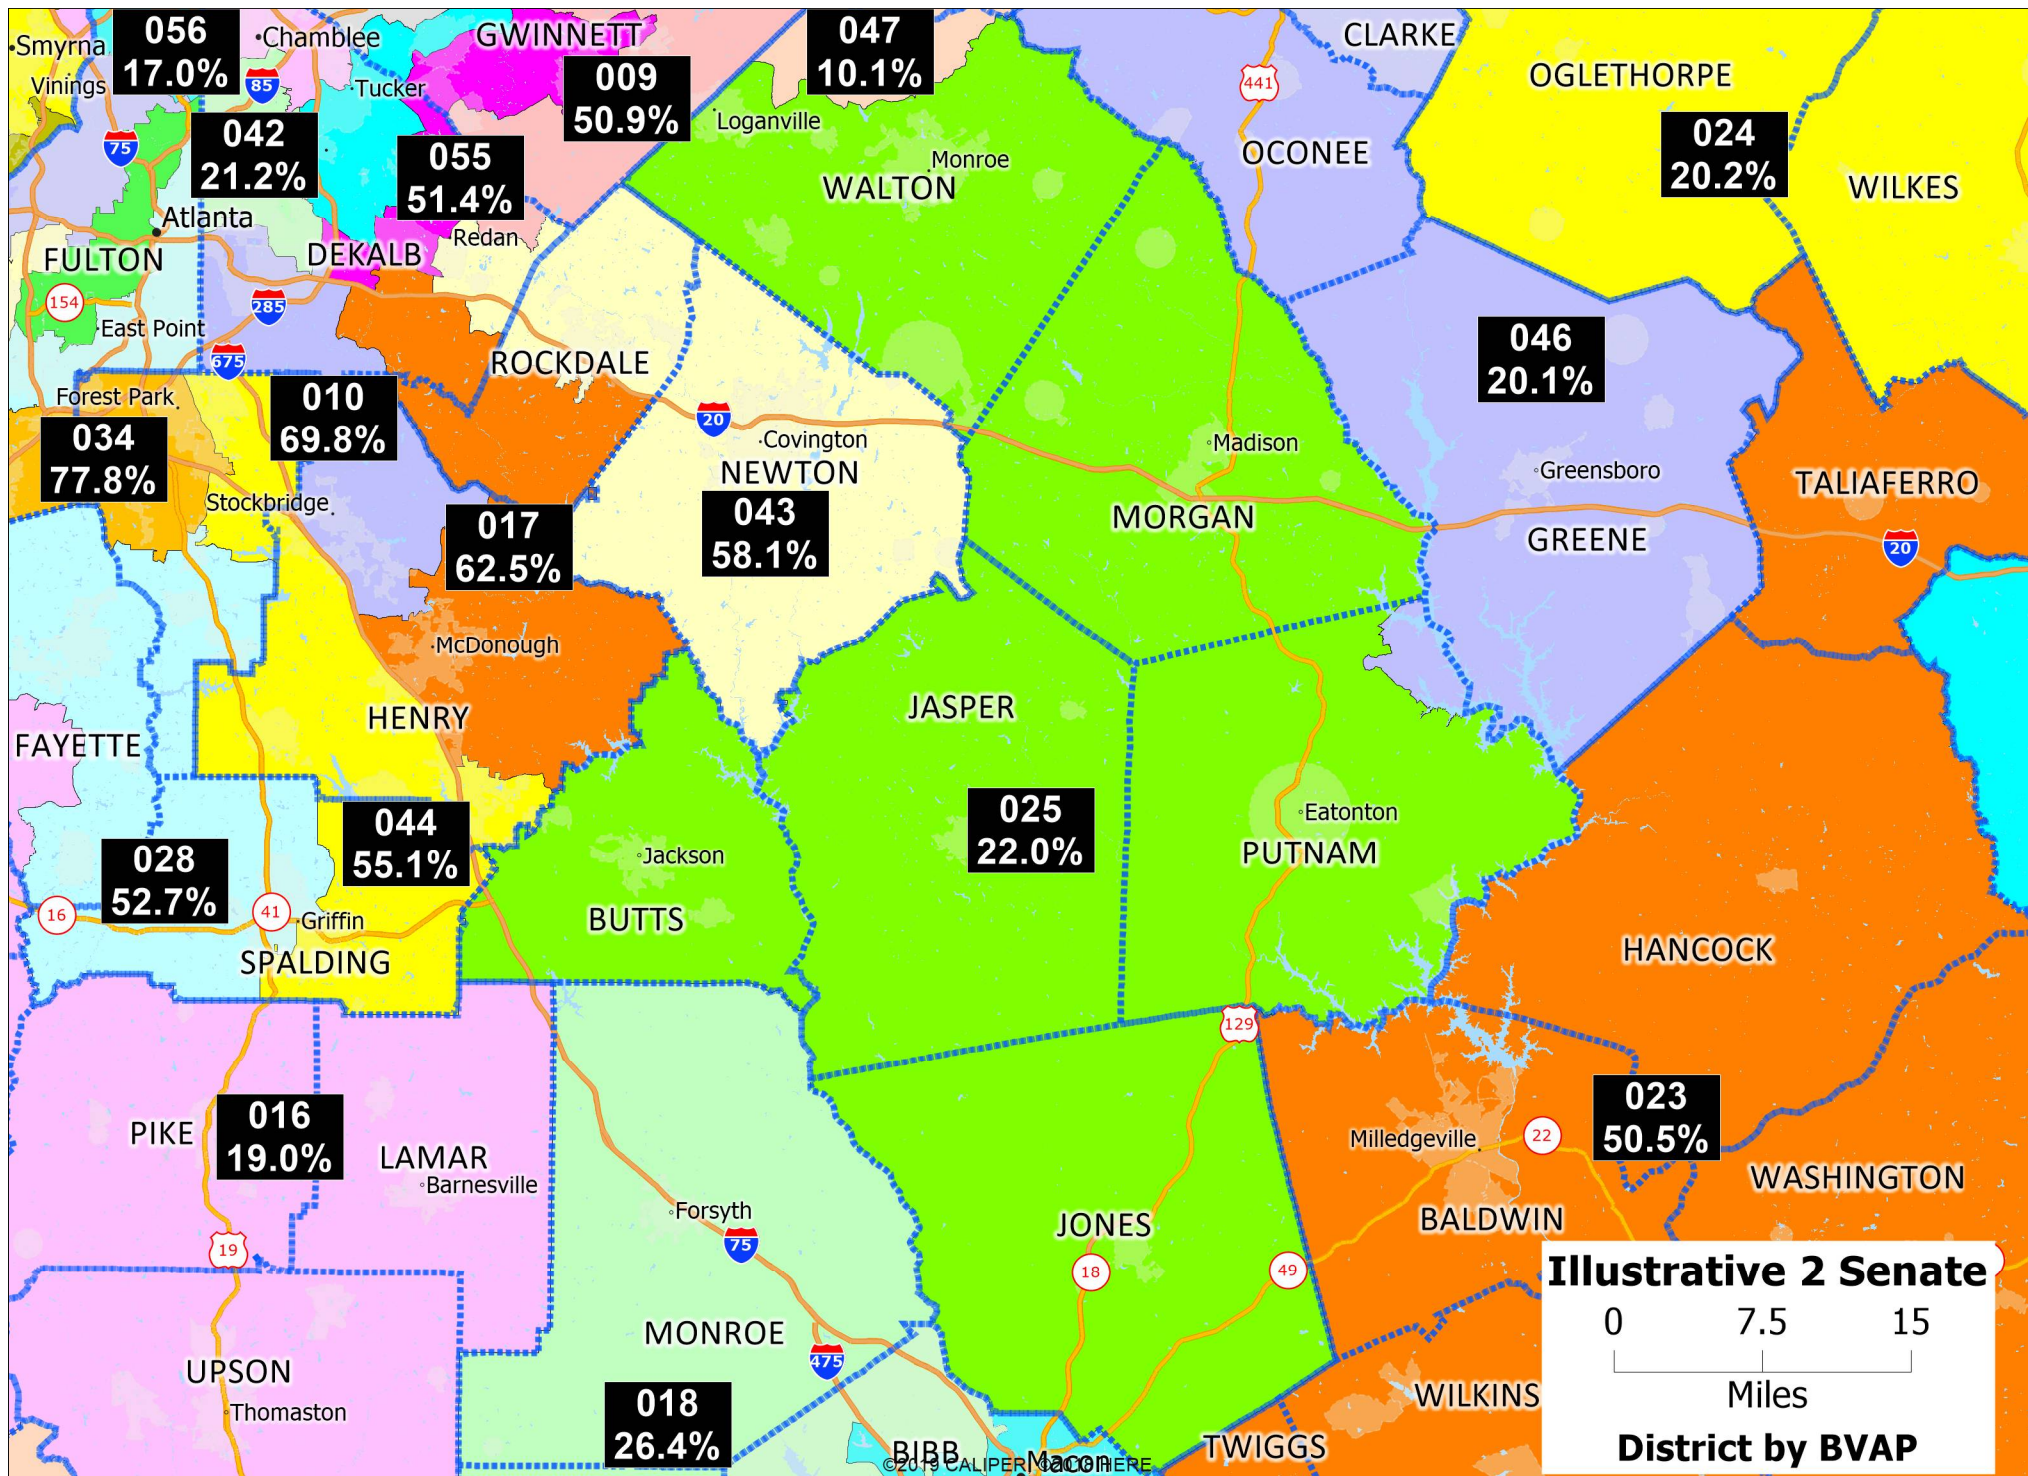 056
17.0%
GWINNETT
047
10.1%
CLARKE
Smyrna
Chamblee
OGLETHORPE
Vinings
85
Tucker
009
50.9%
441
Loganville
75
042
21.2%
055
51.4%
Monroe
WALTON
OCONEE
024
20.2%
WILKES
Atlanta
Redan
FULTON
DEKALB
154
285
East Point
675
ROCKDALE
046
20.1%
Forest Park
010
69.8%
20
Covington
Madison
034
77.8%
NEWTON
Greensboro
TALIAFERRO
Stockbridge
017
62.5%
043
58.1%
MORGAN
GREENE
20
McDonough
HENRY
JASPER
FAYETTE
044
55.1%
025
22.0%
Eatonton
PUTNAM
028
52.7%
Jackson
16
41
Griffin
BUTTS
SPALDING
HANCOCK
129
016
19.0%
PIKE
LAMAR
Barnesville
023
50.5%
Milledgeville
22
WASHINGTON
Forsyth
JONES
BALDWIN
19
75
18
49
MONROE
475
UPSON
Thomaston
018
26.4%
WILKINS
BIBB
Macon
TWIGGS
©2019 CALIPER; ©2018 HERE
Illustrative 2 Senate
0 7.5 15
Miles
District by BVAP